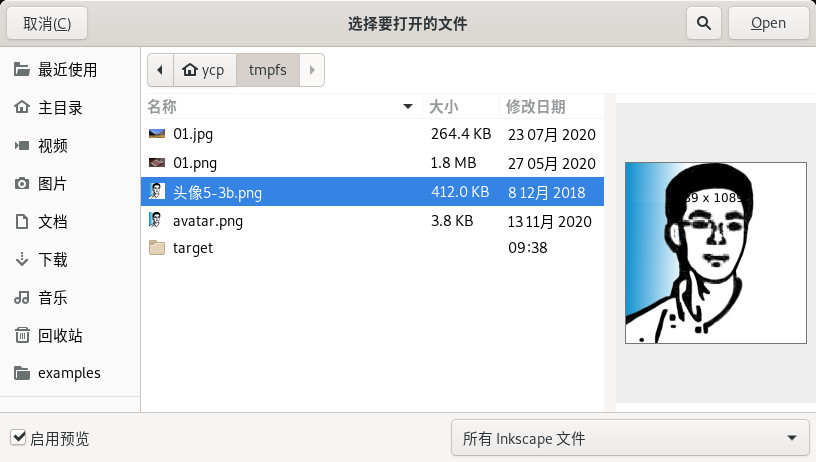 取消(C)
选择要打开的文件
Open
最近使用
主目录
视频
图片
文档
下载
音乐
回收站
examples
ycp
tmpfs
名称 大小 修改日期
01.jpg 264.4 KB 23 07月 2020
01.png 1.8 MB 27 05月 2020
头像5-3b.png 412.0 KB 8 12月 2018
avatar.png 3.8 KB 13 11月 2020
target 09:38
启用预览
所有 Inkscape 文件